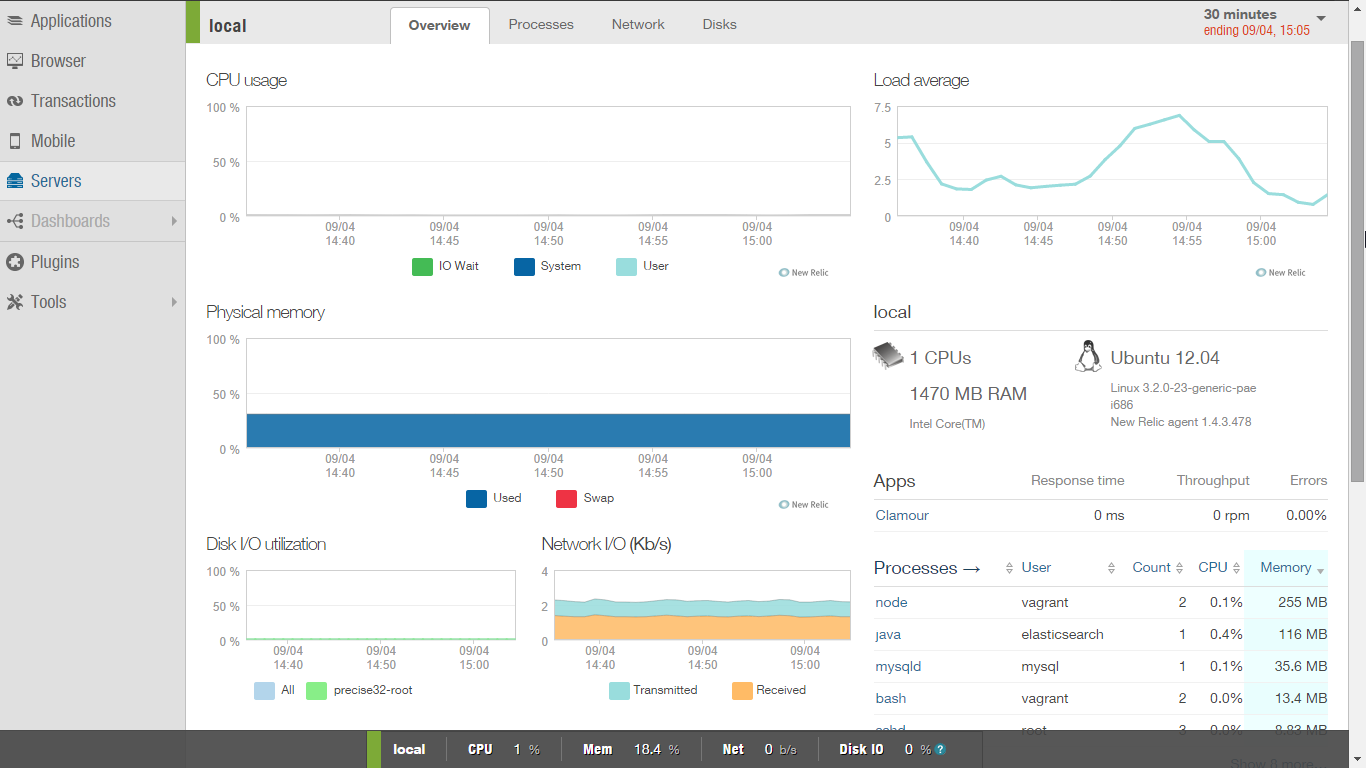 Applications
Browser
Transactions
Mobile
Servers
Dashboards
Plugins
Tools
local
Overview
Processes
Network
Disks
30 minutes
ending 09/04, 15:05
CPU usage
100 %
50 %
0 %
09/04 09/04 09/04 09/04 09/04
14:40 14:45 14:50 14:55 15:00
IO Wait System User
New Relic
Load average
7.5
5
2.5
0
09/04 09/04 09/04 09/04 09/04
14:40 14:45 14:50 14:55 15:00
New Relic
Physical memory
100 %
50 %
0 %
09/04 09/04 09/04 09/04 09/04
14:40 14:45 14:50 14:55 15:00
Used Swap
New Relic
local
1 CPUs
1470 MB RAM
Intel Core(TM)
Ubuntu 12.04
Linux 3.2.0-23-generic-pae
i686
New Relic agent 1.4.3.478
Disk I/O utilization
100 %
50 %
0 %
09/04 09/04 09/04
14:40 14:50 15:00
All precise32-root
Network I/O (Kb/s)
4
2
0
09/04 09/04 09/04
14:40 14:50 15:00
Transmitted Received
Apps Response time Throughput Errors
Clamour 0 ms 0 rpm 0.00%
Processes → User Count CPU Memory
node vagrant 2 0.1% 255 MB
java elasticsearch 1 0.4% 116 MB
mysqld mysql 1 0.1% 35.6 MB
bash vagrant 2 0.0% 13.4 MB
sshd root 3 0.0% 8.83 MB
Show 8 more...
local CPU 1 % Mem 18.4 % Net 0 b/s Disk IO 0 % ?